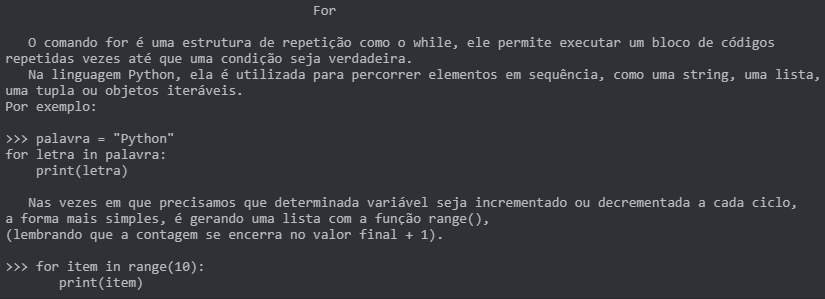 For
O comando for é uma estrutura de repetição como o while, ele permite executar um bloco de códigos
repetidas vezes até que uma condição seja verdadeira.
Na linguagem Python, ela é utilizada para percorrer elementos em sequência, como uma string, uma lista,
uma tupla ou objetos iteráveis.
Por exemplo:
>>> palavra = "Python"
for letra in palavra:
    print(letra)
Nas vezes em que precisamos que determinada variável seja incrementado ou decrementada a cada ciclo,
a forma mais simples, é gerando uma lista com a função range(),
(lembrando que a contagem se encerra no valor final + 1).
>>> for item in range(10):
       print(item)